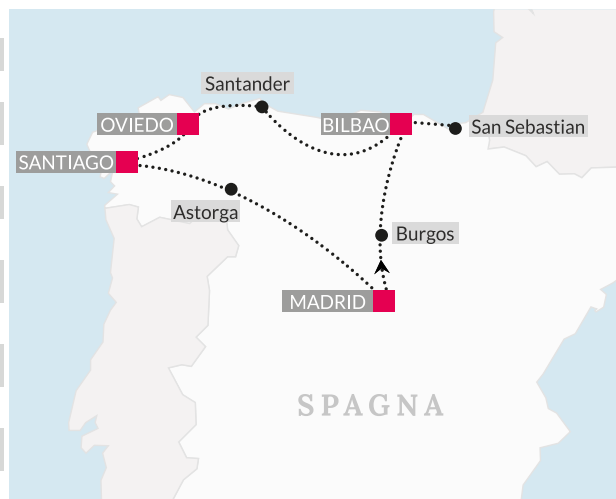 Santander
OVIEDO
BILBAO
San Sebastian
SANTIAGO
Astorga
Burgos
MADRID
SPAGNA